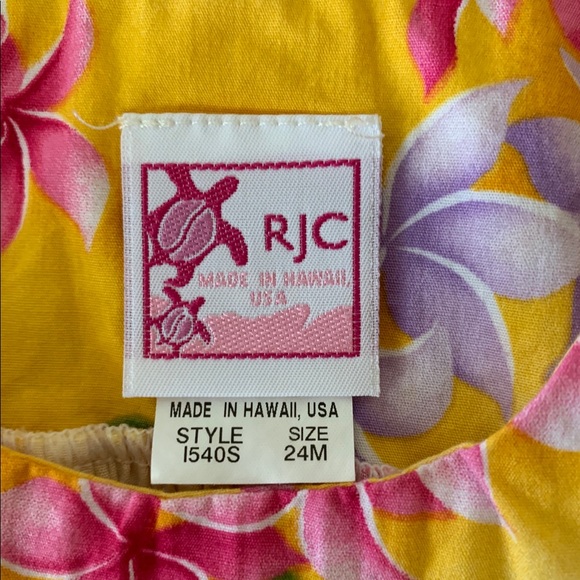 RJC
MADE IN HAWAII,
USA
MADE IN HAWAII, USA
STYLE SIZE
I540S 24M